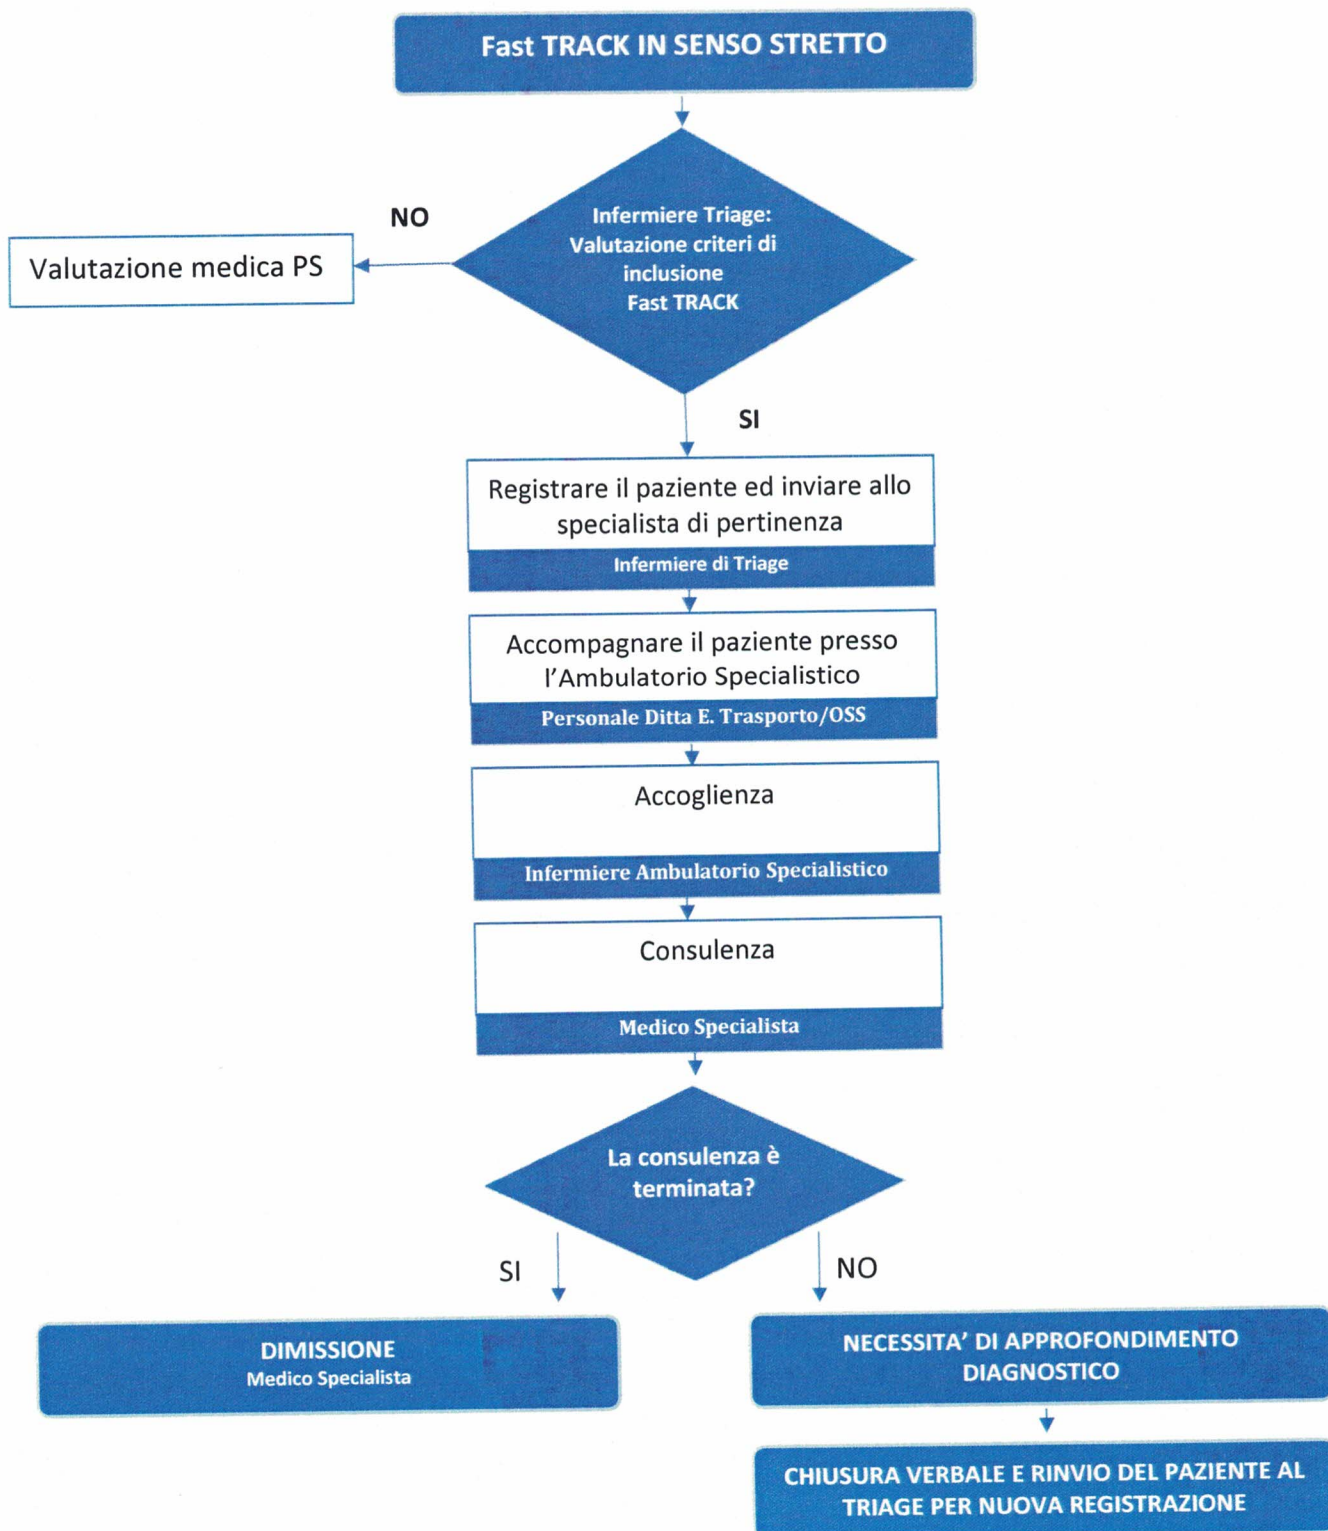 Fast TRACK IN SENSO STRETTO
Infermiere Triage:
Valutazione criteri di
inclusione
Fast TRACK
NO
Valutazione medica PS
SI
Registrare il paziente ed inviare allo
specialista di pertinenza
Infermiere di Triage
Accompagnare il paziente presso
l'Ambulatorio Specialistico
Personale Ditta E. Trasporto/OSS
Accoglienza
Infermiere Ambulatorio Specialistico
Consulenza
Medico Specialista
La consulenza è
terminata?
SI
NO
DIMISSIONE
Medico Specialista
NECESSITA' DI APPROFONDIMENTO
DIAGNOSTICO
CHIUSURA VERBALE E RINVIO DEL PAZIENTE AL
TRIAGE PER NUOVA REGISTRAZIONE